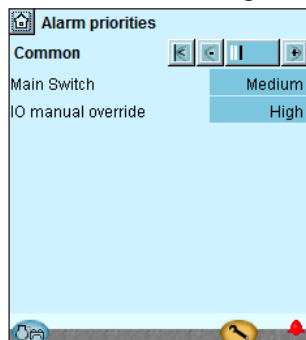 Alarm priorities
Common
Main Switch Medium
IO manual override High